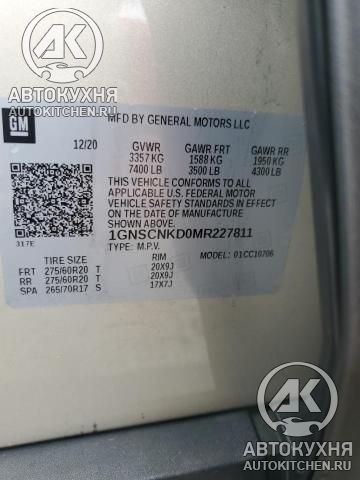 АК
АВТОКУХНЯ
AUTOKITCHEN.RU
GM
MFD BY GENERAL MOTORS LLC
12/20 GVWR GAWR FRT GAWR RR
3357 KG 1588 KG 1950 KG
7400 LB 3500 LB 4300 LB
THIS VEHICLE CONFORMS TO ALL APPLICABLE
U.S. FEDERAL MOTOR
VEHICLE SAFETY STANDARDS IN EFFECT ON
THE DATE OF MANUFACTURE
SHOWN ABOVE.
317E
1GNSCNKD0MR227811
TYPE: M.P.V. 01CC10706
TIRE SIZE RIM
FRT 275/60R20 T 20X9J
RR 275/60R20 T 20X9J
SPA 265/70R17 S 17X7J
АК
АВТОКУХНЯ
AUTOKITCHEN.RU